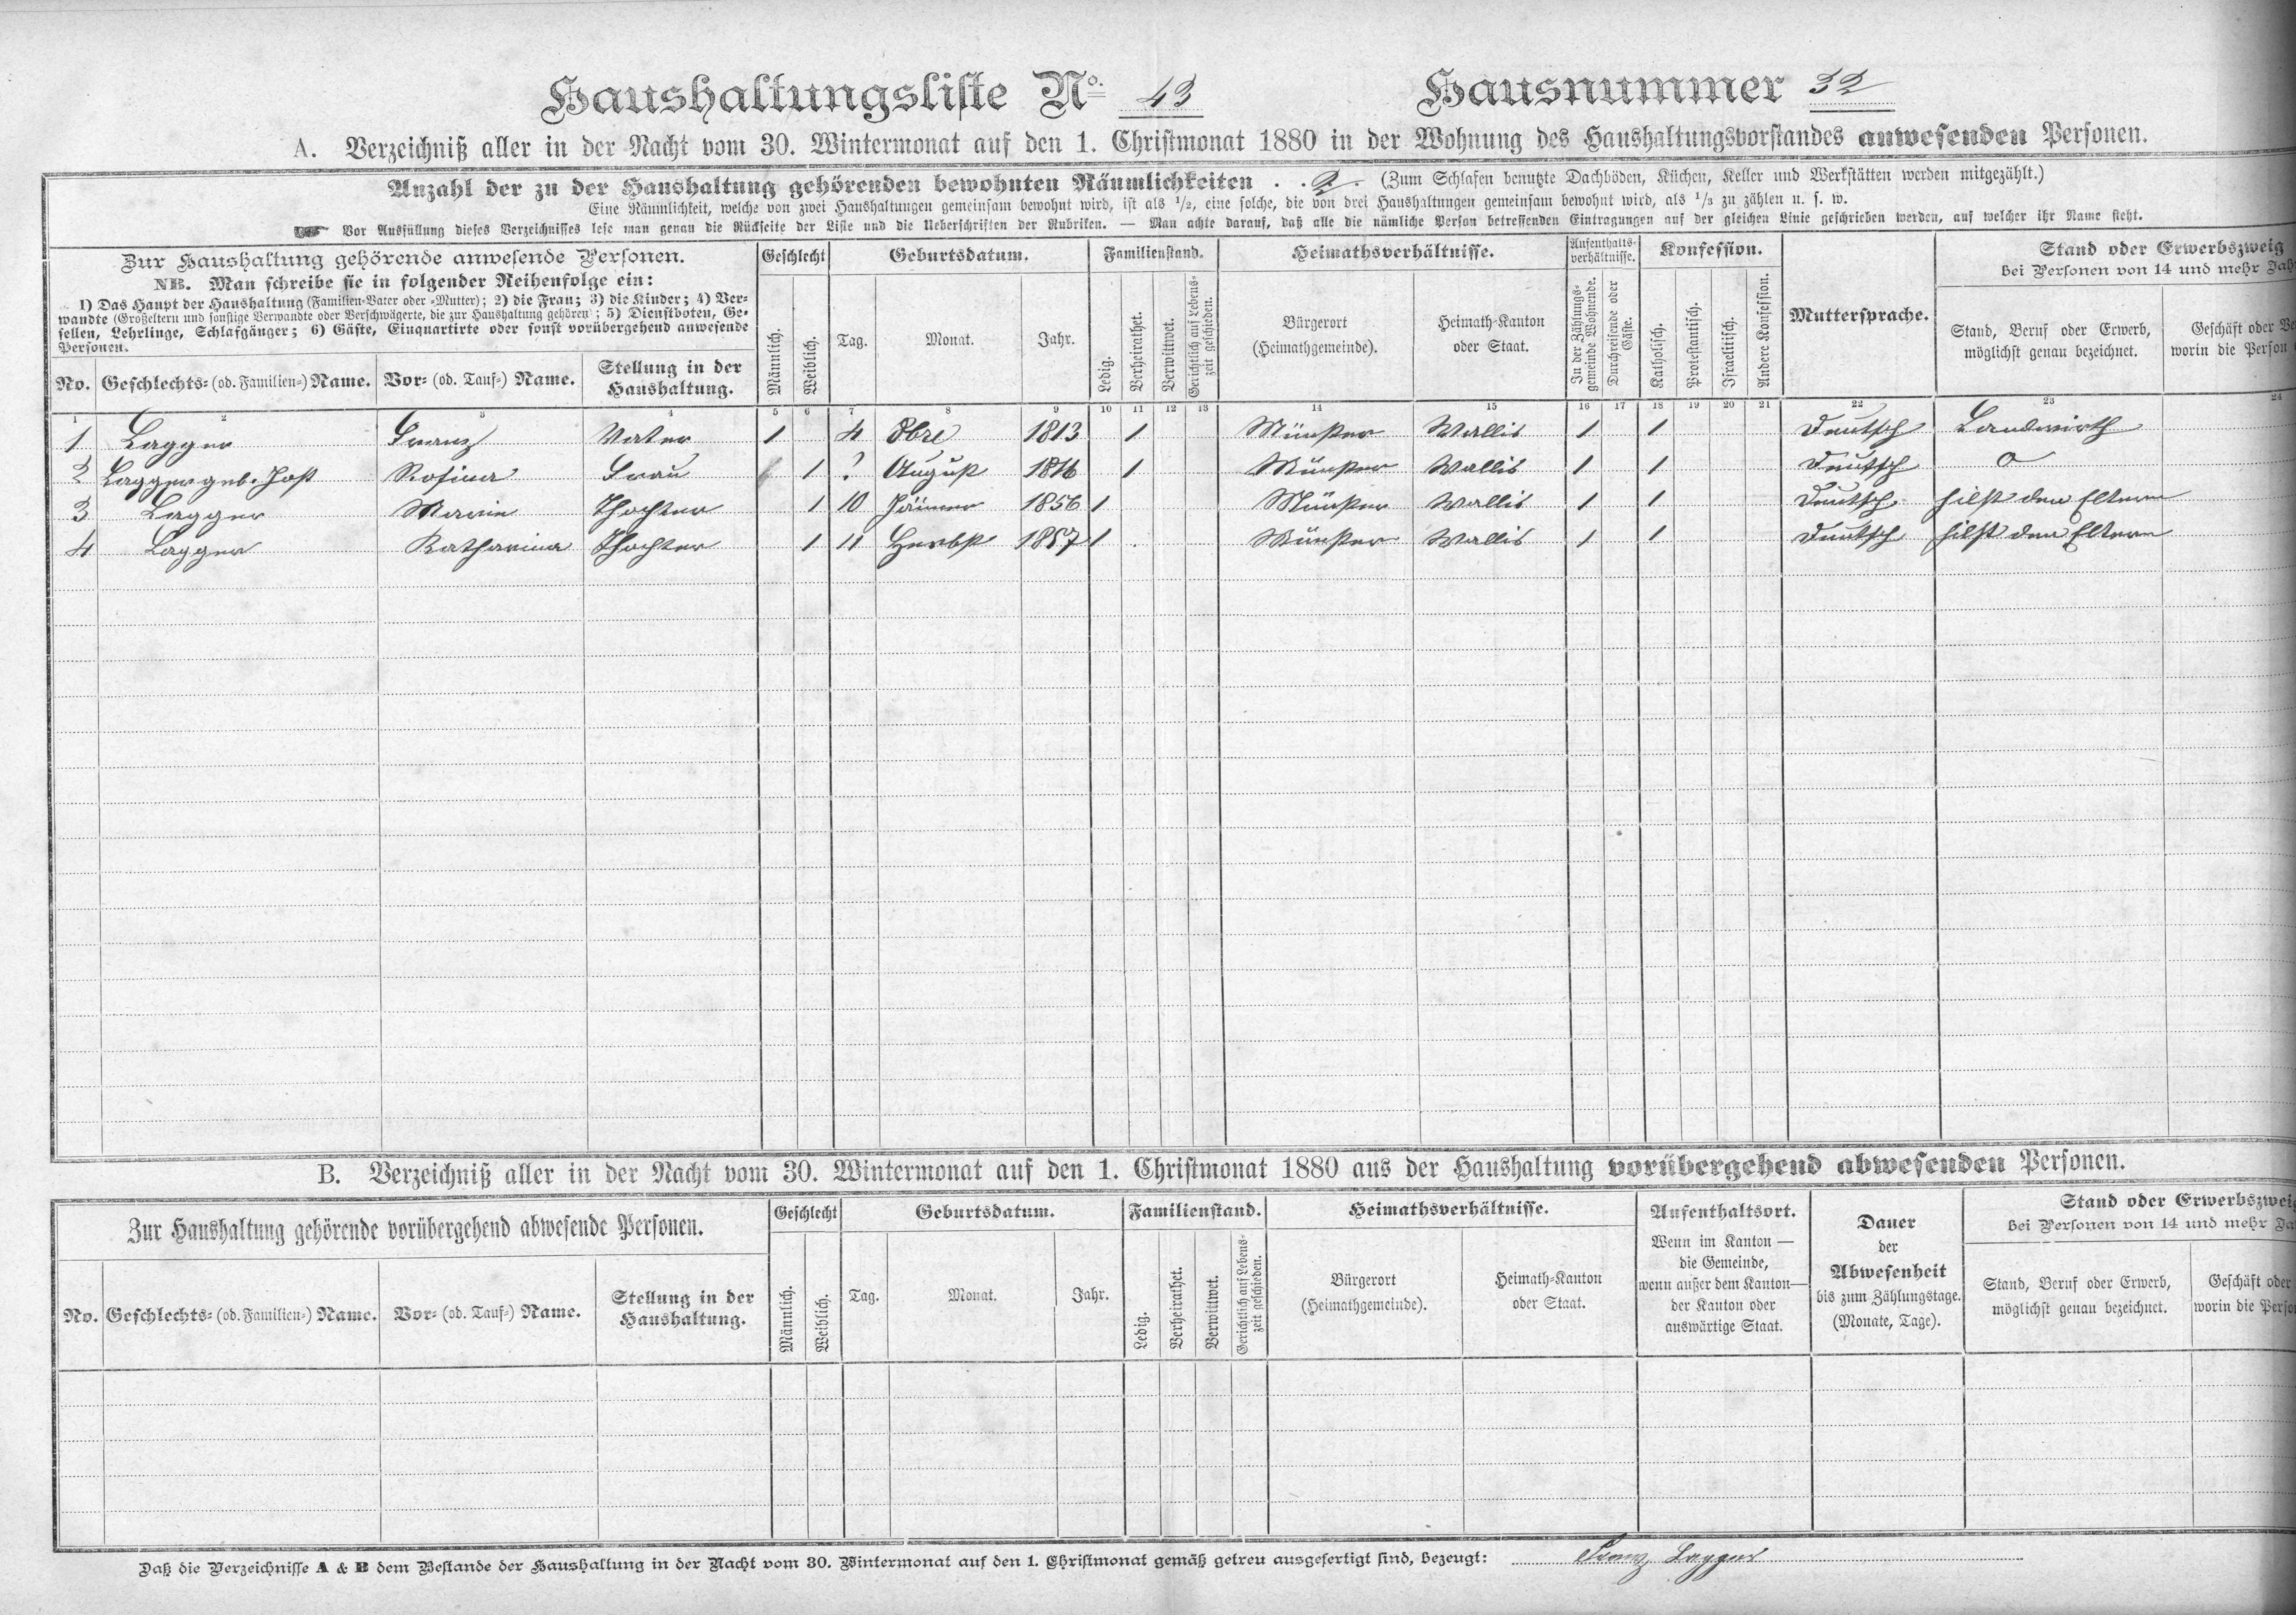 Haushaltungsliste No. 43 Hausnummer 32
A. Verzeichniß aller in der Nacht vom 30. Wintermonat auf den 1. Christmonat 1880 in der Wohnung des Haushaltungsvorstandes anwesenden Personen.
Anzahl der zu der Haushaltung gehörenden bewohnten Räumlichkeiten . . 2 . (Zum Schlafen benutzte Dachböden, Küchen, Keller und Werkstätten werden mitgezählt.)
Eine Räumlichkeit, welche von zwei Haushaltungen gemeinsam bewohnt wird, ist als 1/2, eine solche, die von drei Haushaltungen gemeinsam bewohnt wird, als 1/3 zu zählen u. s. w.
Vor Ausfüllung dieses Verzeichnisses lese man genau die Rückseite der Liste und die Ueberschriften der Rubriken. — Man achte darauf, daß alle die nämliche Person betreffenden Eintragungen auf der gleichen Linie geschrieben werden, auf welcher ihr Name steht.
Zur Haushaltung gehörende anwesende Personen.
NB. Man schreibe sie in folgender Reihenfolge ein:
1) Das Haupt der Haushaltung (Familien-Vater oder -Mutter); 2) die Frau; 3) die Kinder; 4) Ver-
wandte (Großeltern und sonstige Verwandte oder Verschwägerte, die zur Haushaltung gehören); 5) Dienstboten, Ge-
sellen, Lehrlinge, Schlafgänger; 6) Gäste, Einquartirte oder sonst vorübergehend anwesende
Personen.
No. Geschlechts- (od. Familien-) Name. Vor- (od. Tauf-) Name. Stellung in der
Haushaltung.
Geschlecht
Männlich. Weiblich.
Geburtsdatum.
Tag. Monat. Jahr.
Familienstand.
Ledig. Verheirathet. Verwittwet. Gerichtlich auf Lebens-
zeit geschieden.
Heimathsverhältnisse.
Bürgerort
(Heimathgemeinde).
Heimath-Kanton
oder Staat.
Aufenthalts-
verhältnisse.
In der Zählungs-
gemeinde Wohnende.
Durchreisende oder
Gäste.
Konfession.
Katholisch. Protestantisch. Israelitisch. Andere Konfession.
Muttersprache.
Stand oder Erwerbszweig
bei Personen von 14 und mehr Jah
Stand, Beruf oder Erwerb,
möglichst genau bezeichnet.
Geschäft oder Ve
worin die Person
1 2 3 4 5 6 7 8 9 10 11 12 13 14 15 16 17 18 19 20 21 22 23 24
1 Lagger Franz Vater 1 4 8bre 1813 1 Münster Wallis 1 1 Deutsch Landwirth
2 Lagger geb. Jost Rosina Frau 1 ? August 1816 1 Münster Wallis 1 1 Deutsch o
3 Lagger Marie Thochter 1 10 Jänner 1856 1 Münster Wallis 1 1 Deutsch hilft den Eltern
4 Lagger Katharina Thochter 1 11 Herbst 1857 1 Münster Wallis 1 1 Deutsch hilft den Eltern
B. Verzeichniß aller in der Nacht vom 30. Wintermonat auf den 1. Christmonat 1880 aus der Haushaltung vorübergehend abwesenden Personen.
Zur Haushaltung gehörende vorübergehend abwesende Personen.
No. Geschlechts- (od. Familien-) Name. Vor- (od. Tauf-) Name. Stellung in der
Haushaltung.
Geschlecht
Männlich. Weiblich.
Geburtsdatum.
Tag. Monat. Jahr.
Familienstand.
Ledig. Verheirathet. Verwittwet. Gerichtlich auf Lebens-
zeit geschieden.
Heimathsverhältnisse.
Bürgerort
(Heimathgemeinde).
Heimath-Kanton
oder Staat.
Aufenthaltsort.
Wenn im Kanton —
die Gemeinde,
wenn außer dem Kanton—
der Kanton oder
auswärtige Staat.
Dauer
der
Abwesenheit
bis zum Zählungstage.
(Monate, Tage).
Stand oder Erwerbszweig
bei Personen von 14 und mehr Ja
Stand, Beruf oder Erwerb,
möglichst genau bezeichnet.
Geschäft oder
worin die Perso
Daß die Verzeichnisse A & B dem Bestande der Haushaltung in der Nacht vom 30. Wintermonat auf den 1. Christmonat gemäß getreu ausgefertigt sind, bezeugt: Franz Lagger